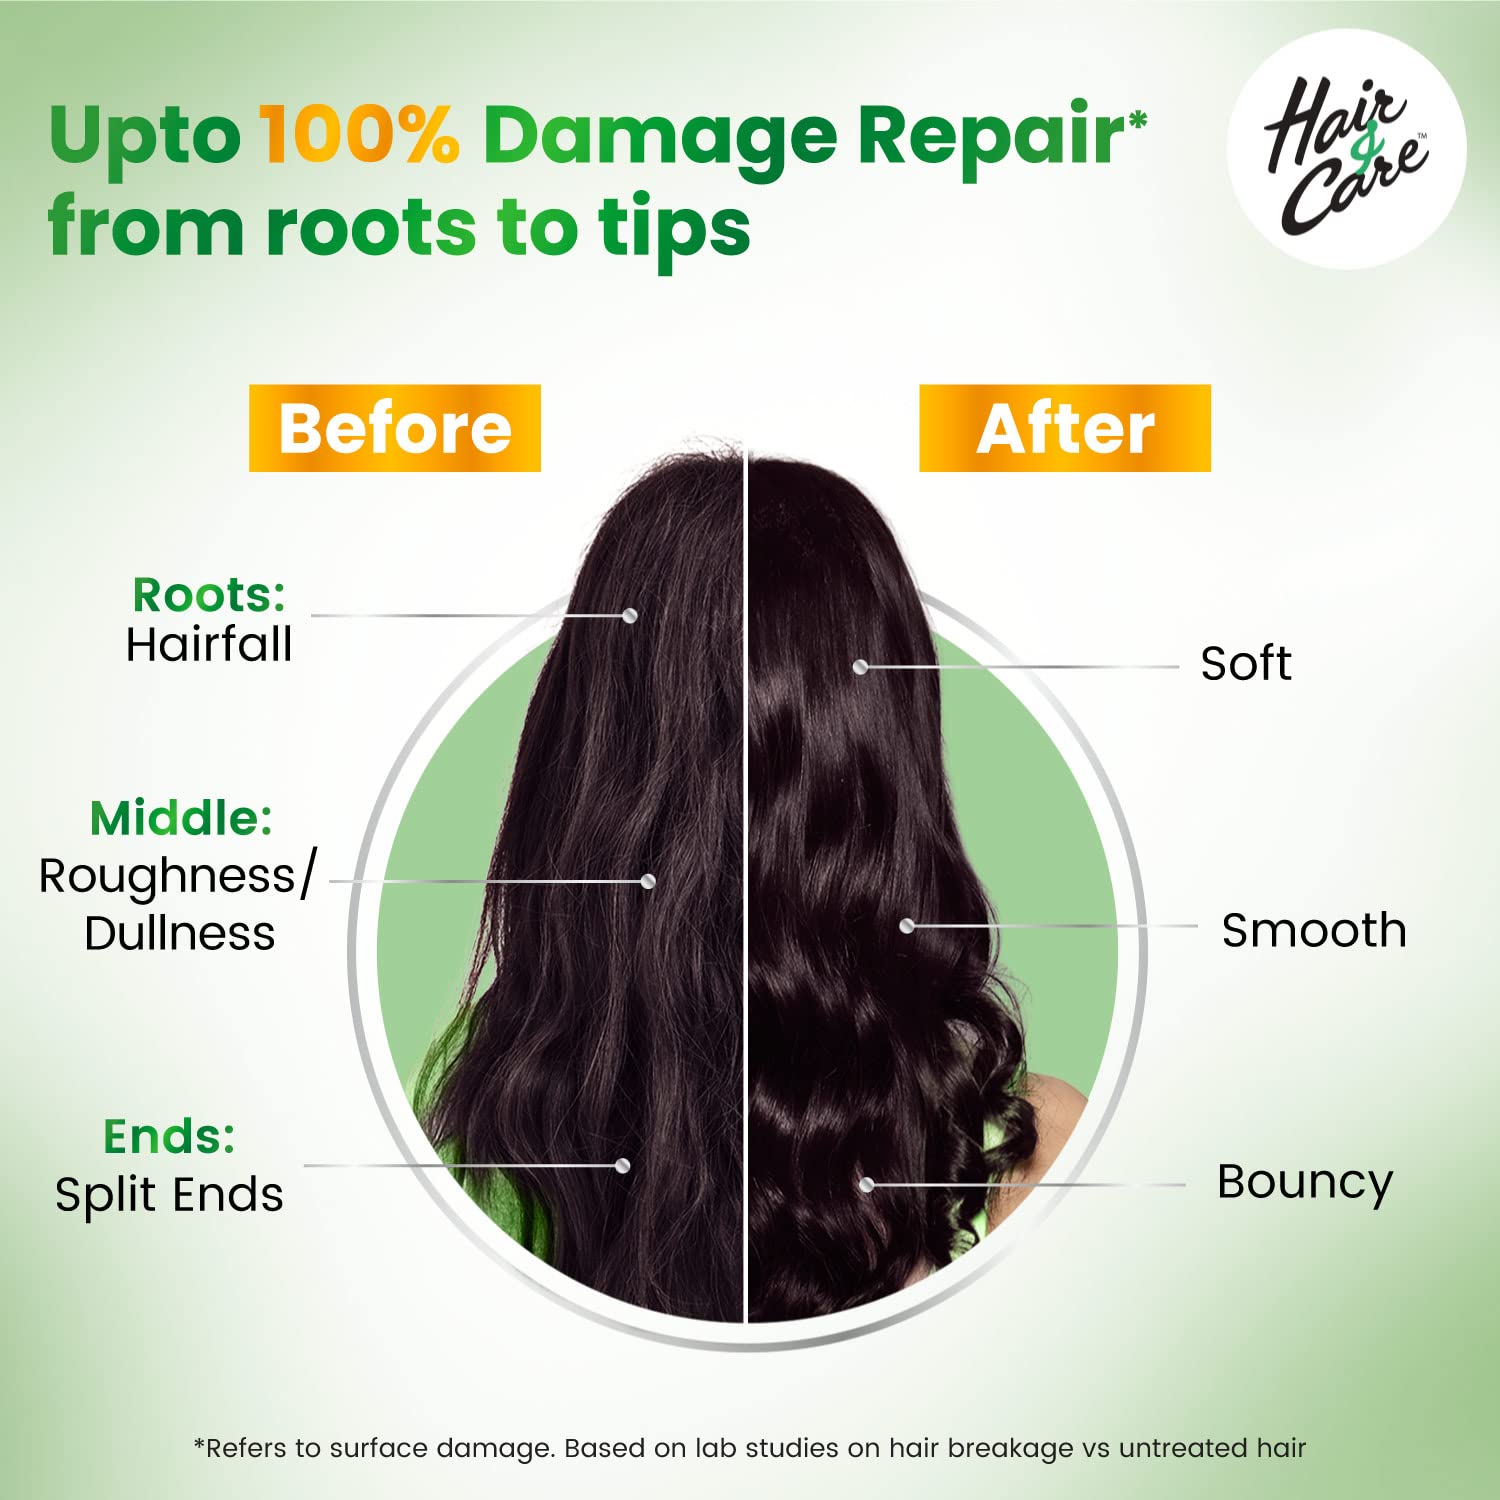 Upto 100% Damage Repair*
from roots to tips
Hair
&
Care™
Before
After
Roots:
Hairfall
Middle:
Roughness/
Dullness
Ends:
Split Ends
Soft
Smooth
Bouncy
*Refers to surface damage. Based on lab studies on hair breakage vs untreated hair